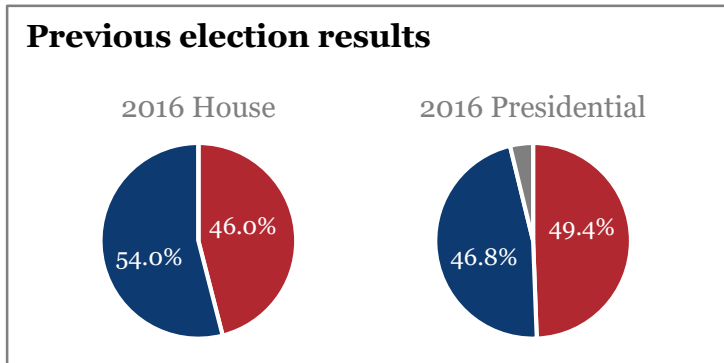 Previous election results
2016 House
2016 Presidential
46.0%
54.0%
49.4%
46.8%